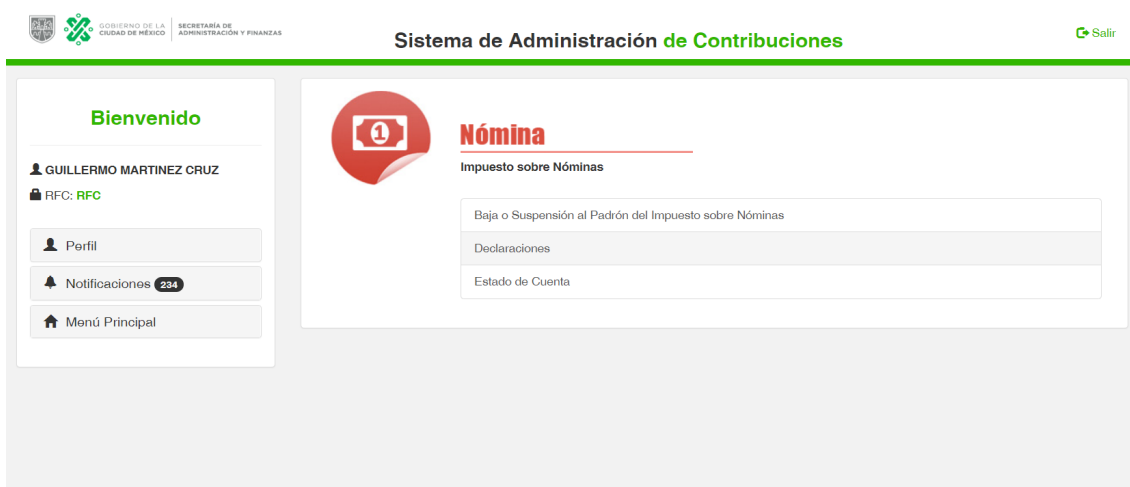 GOBIERNO DE LA
CIUDAD DE MÉXICO
SECRETARÍA DE
ADMINISTRACIÓN Y FINANZAS
Sistema de Administración de Contribuciones
Salir
Bienvenido
GUILLERMO MARTINEZ CRUZ
RFC: RFC
Perfil
Notificaciones 234
Menú Principal
1
Nómina
Impuesto sobre Nóminas
Baja o Suspensión al Padrón del Impuesto sobre Nóminas
Declaraciones
Estado de Cuenta